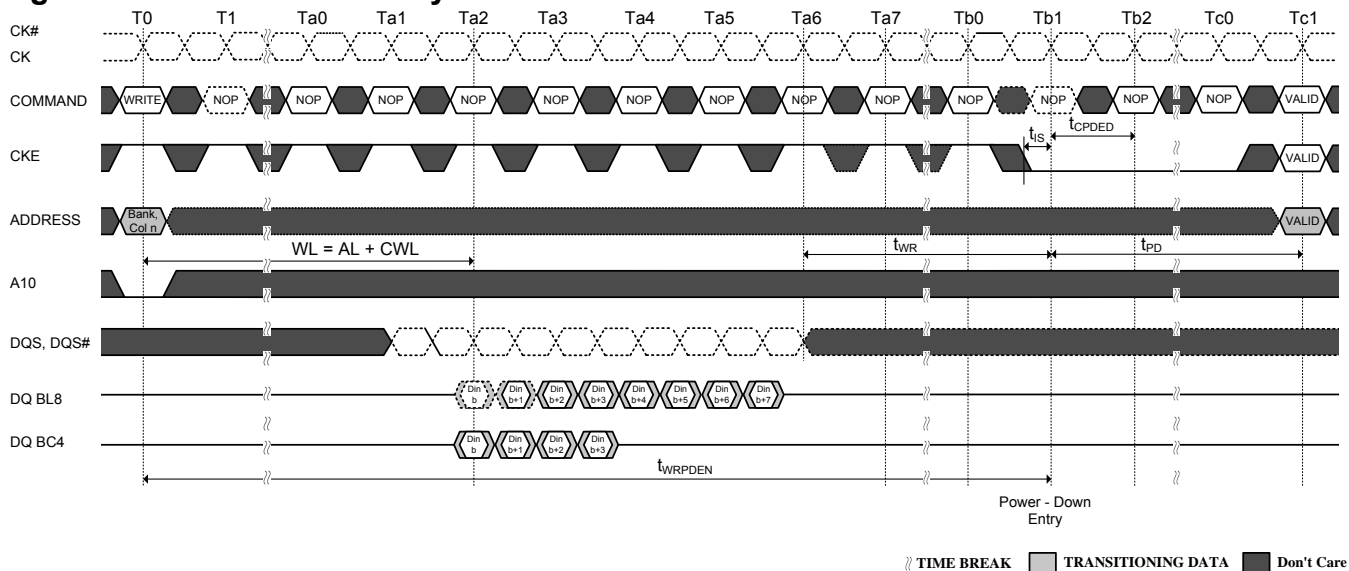 T0 T1 Ta0 Ta1 Ta2 Ta3 Ta4 Ta5 Ta6 Ta7 Tb0 Tb1 Tb2 Tc0 Tc1
CK#
CK
COMMAND WRITE NOP NOP NOP NOP NOP NOP NOP NOP NOP NOP NOP NOP NOP VALID
tIS tCPDED
CKE VALID
ADDRESS Bank, Col n VALID
WL = AL + CWL tWR tPD
A10
DQS, DQS#
DQ BL8 Din b Din b+1 Din b+2 Din b+3 Din b+4 Din b+5 Din b+6 Din b+7
DQ BC4 Din b Din b+1 Din b+2 Din b+3
tWRPDEN
Power - Down
Entry
TIME BREAK TRANSITIONING DATA Don't Care